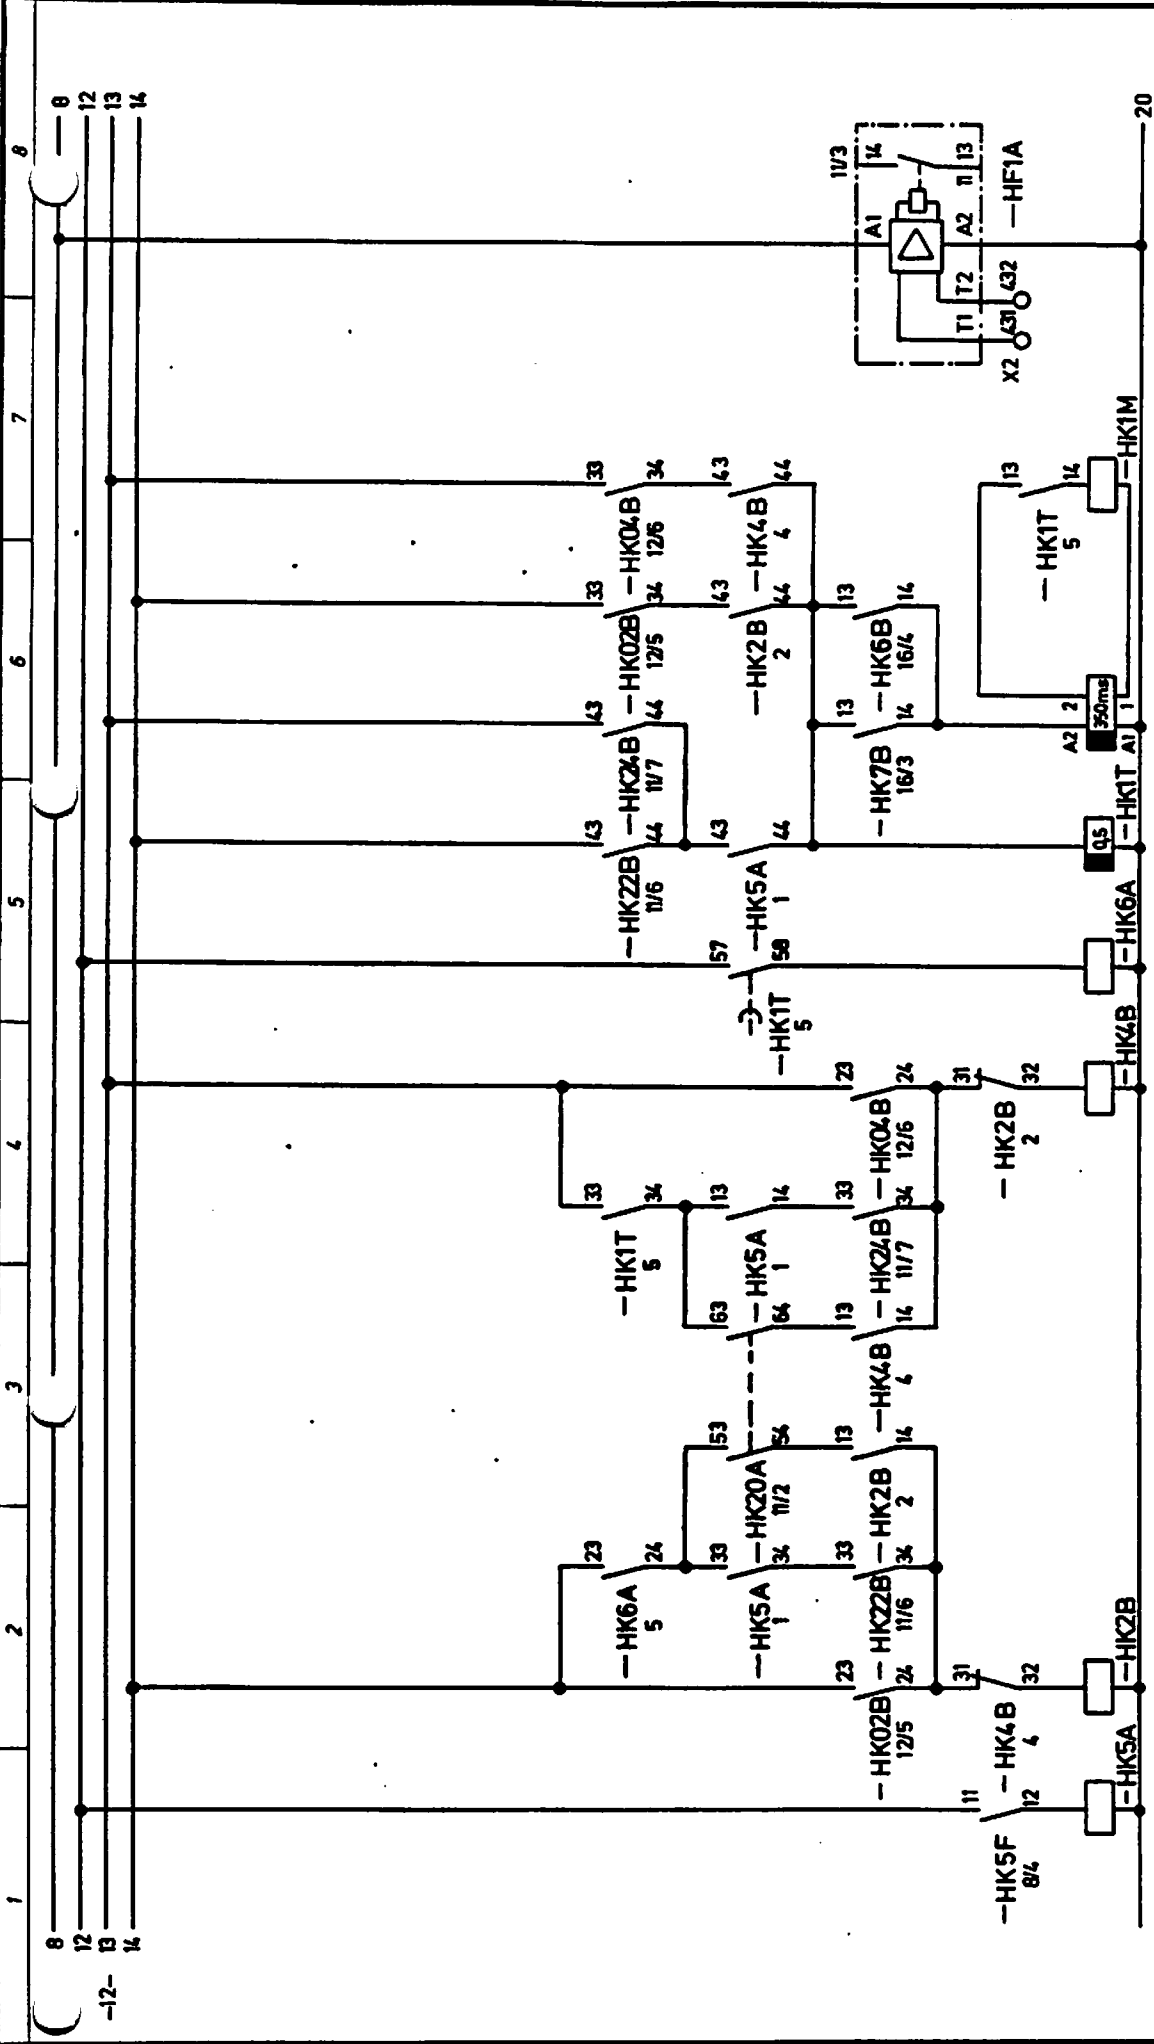 1 2 3 4 5 6 7 8
8 8
12 12
-12- 13 13
14 14
23 33 43 43 33 33
-HK6A
5
-HK1T
5
-HK22B
11/6
-HK24B
11/7
-HK02B
12/5
-HK04B
12/6
24 34 44 44 34 34
33 53 63 13 57 43 43 43
-HK5A
1
-HK20A
11/2
-HK5A
1
-HK1T
5
-HK5A
1
-HK2B
2
-HK4B
4
34 54 64 14 58 44 44 44
23 33 13 13 33 23 13 13
-HK02B
12/5
-HK22B
11/6
-HK2B
2
-HK4B
4
-HK24B
11/7
-HK04B
12/6
-HK7B
16/3
-HK6B
16/4
24 34 14 14 34 24 14 14
11/3
A1 14
T1 T2 A2 11 13
X2 431 432 -HF1A
11 31 31 13
-HK5F
8/4
-HK4B
4
-HK2B
2
-HK1T
5
12 32 32 14
A2 2
0,5 350ms
A1 1
-HK5A -HK2B -HK4B -HK6A -HK1T -HK1M
20